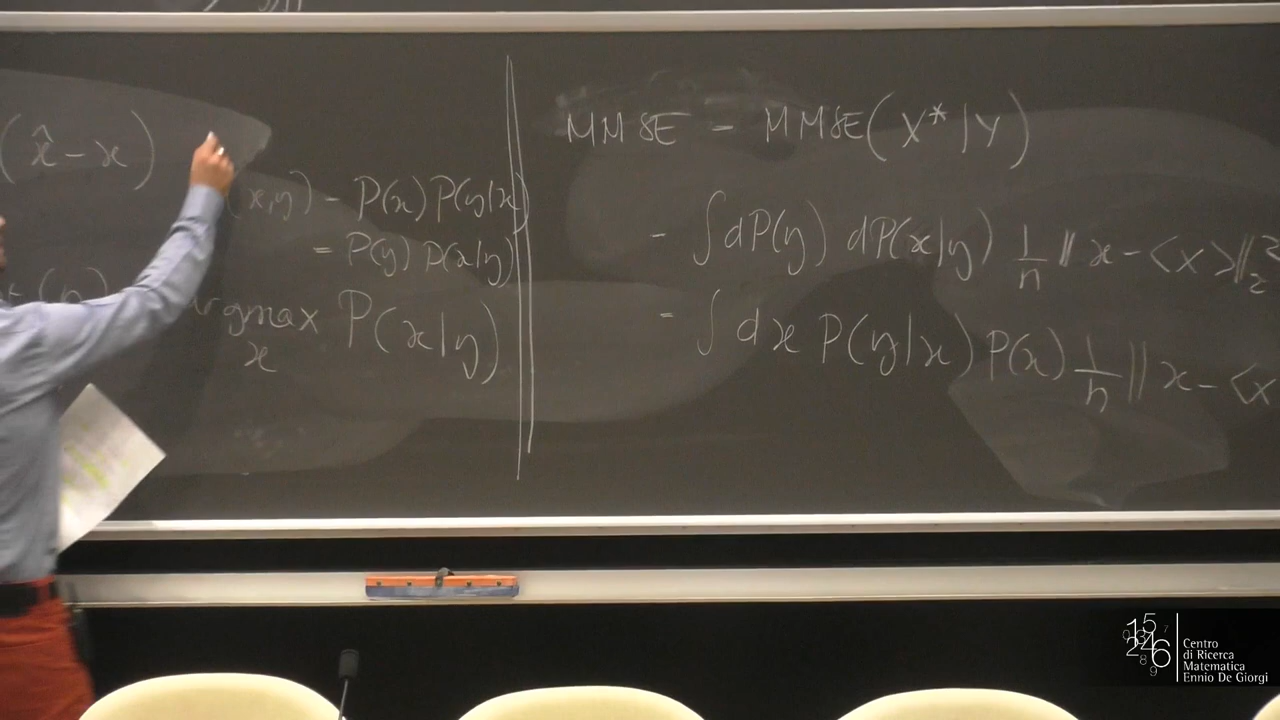 (x̂ - x)
(x,y) - P(x)P(y|x)
= P(y) P(x|y)
argmax P(x|y)
x
MMSE = MMSE(X*|Y)
- ∫dP(y) dP(x|y) 1/n ‖x - <x>‖₂²
= ∫dx P(y|x) P(x) 1/n ‖x - <x
Centro
di Ricerca
Matematica
Ennio De Giorgi